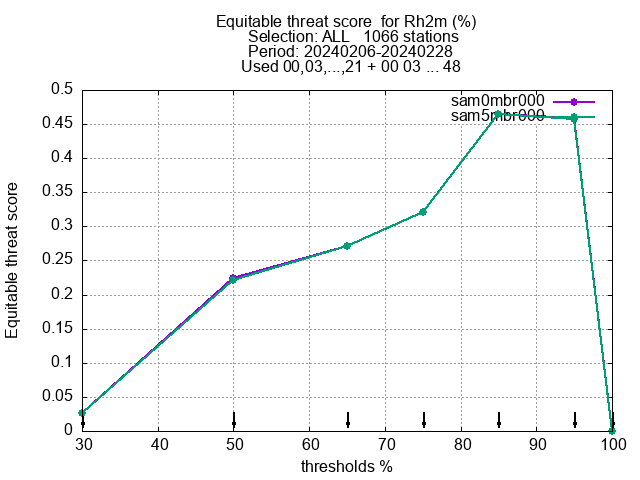 Equitable threat score  for Rh2m (%)
Selection: ALL   1066 stations
Period: 20240206-20240228
Used 00,03,...,21 + 00 03 ... 48
sam0mbr000
sam5mbr000
Equitable threat score
0.5
0.45
0.4
0.35
0.3
0.25
0.2
0.15
0.1
0.05
0
30 40 50 60 70 80 90 100
thresholds %